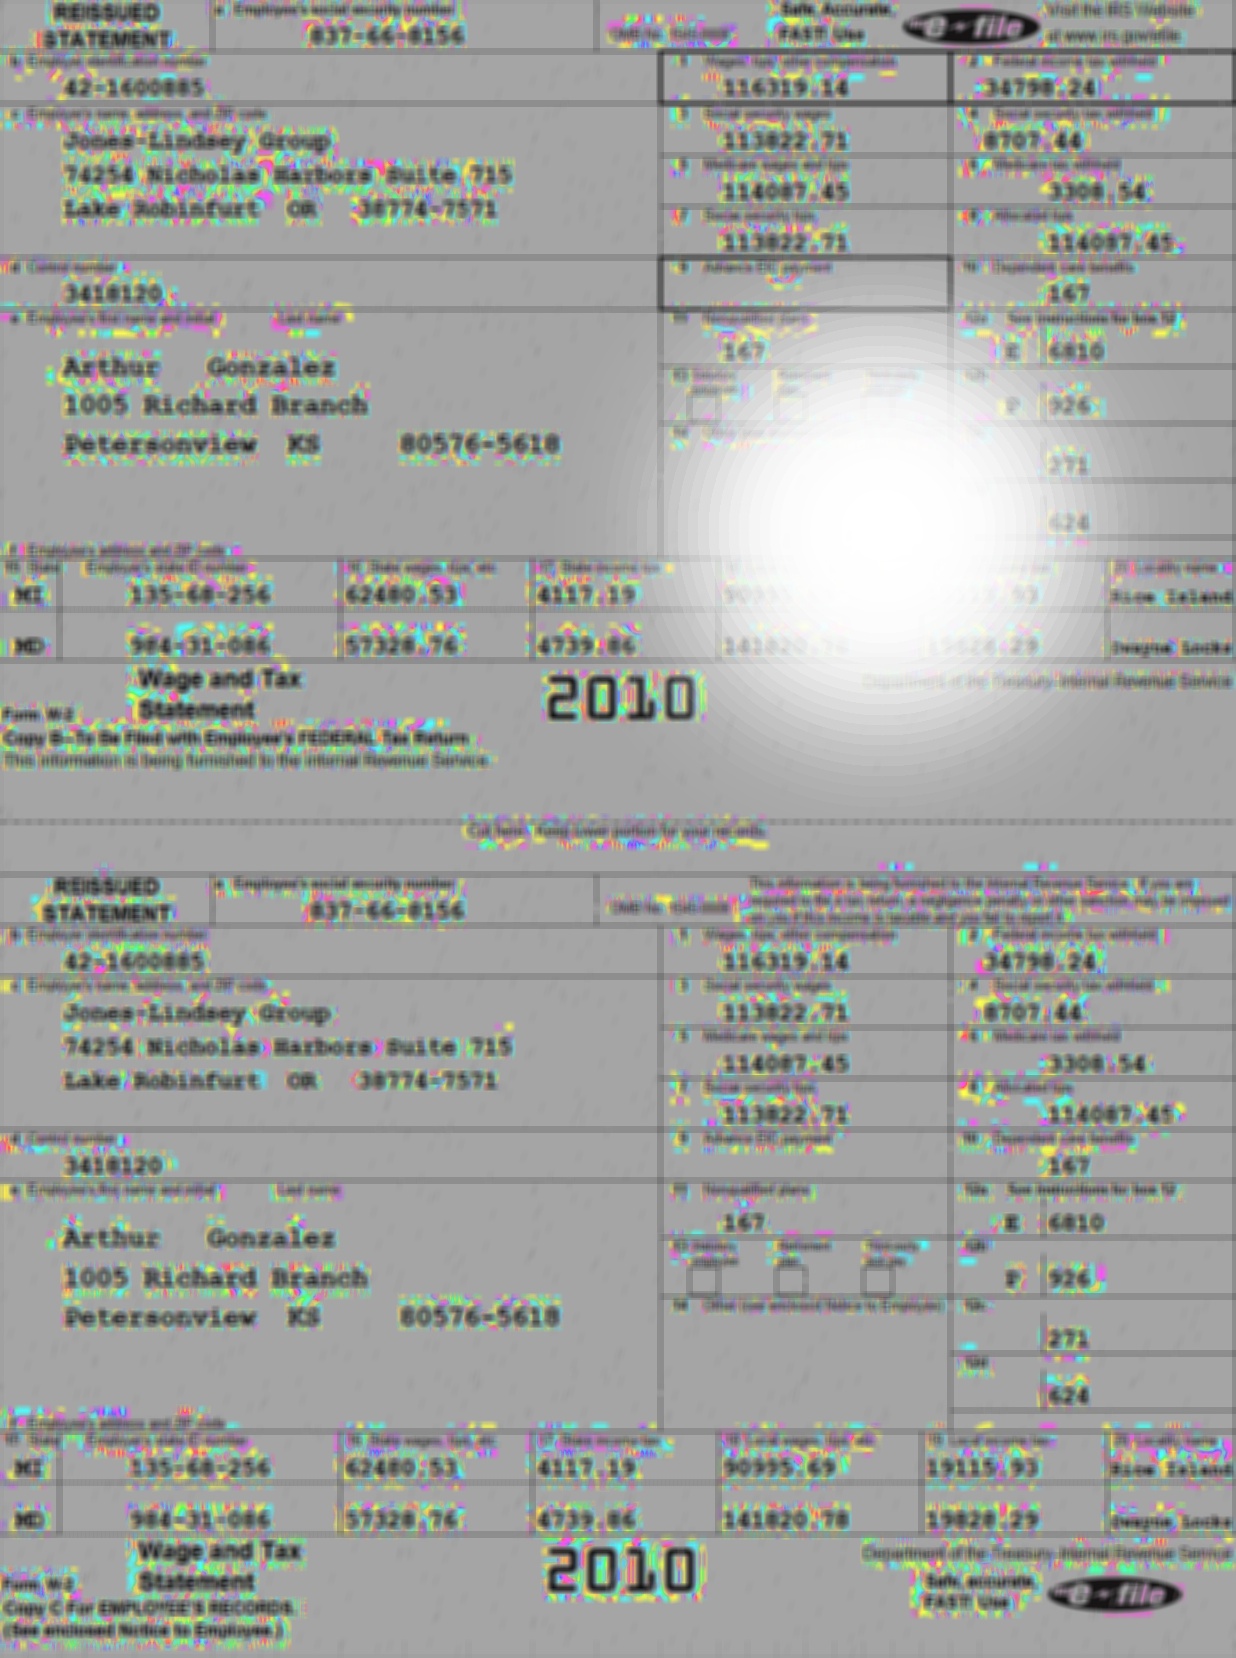 REISSUED STATEMENT
a Employee's social security number
837-66-8156
OMB No. 1545-0008
Safe, Accurate, FAST! Use
e-file
Visit the IRS Website at www.irs.gov/efile
b Employer identification number
42-1600885
1 Wages, tips, other compensation
116319.14
2 Federal income tax withheld
34798.24
c Employer's name, address, and ZIP code
Jones-Lindsey Group
74254 Nicholas Harbors Suite 715
Lake Robinfurt OR 38774-7571
3 Social security wages
113822.71
4 Social security tax withheld
8707.44
5 Medicare wages and tips
114087.45
6 Medicare tax withheld
3308.54
7 Social security tips
113822.71
8 Allocated tips
114087.45
d Control number
3418120
9 Advance EIC payment
10 Dependent care benefits
167
e Employee's first name and initial Last name
Arthur Gonzalez
1005 Richard Branch
Petersonview KS 80576-5618
11 Nonqualified plans
167
12a See instructions for box 12
E 6810
13
P 926
14
271
624
f Employee's address and ZIP code
15 State Employer's state ID number 16 State wages, tips, etc. 17 State income tax 20 Locality name
MI 135-68-256 62480.53 4117.19 Rice Island
MD 984-31-086 57328.76 4739.86 Dwayne Locks
Wage and Tax Statement
2010
Department of the Treasury-Internal Revenue Service
Form W-2
Copy B-To Be Filed with Employee's FEDERAL Tax Return
This information is being furnished to the Internal Revenue Service.
Cut here. Keep lower portion for your records.
REISSUED STATEMENT
a Employee's social security number
837-66-8156
OMB No. 1545-0008
This information is being furnished to the Internal Revenue Service. If you are
required to file a tax return, a negligence penalty or other sanction may be imposed
on you if this income is taxable and you fail to report it.
b Employer identification number
42-1600885
1 Wages, tips, other compensation
116319.14
2 Federal income tax withheld
34798.24
c Employer's name, address, and ZIP code
Jones-Lindsey Group
74254 Nicholas Harbors Suite 715
Lake Robinfurt OR 38774-7571
3 Social security wages
113822.71
4 Social security tax withheld
8707.44
5 Medicare wages and tips
114087.45
6 Medicare tax withheld
3308.54
7 Social security tips
113822.71
8 Allocated tips
114087.45
d Control number
3418120
9 Advance EIC payment
10 Dependent care benefits
167
e Employee's first name and initial Last name
Arthur Gonzalez
1005 Richard Branch
Petersonview KS 80576-5618
11 Nonqualified plans
167
12a See instructions for box 12
E 6810
13 Statutory employee Retirement plan Third-party sick pay
12b
P 926
14 Other (see enclosed Notice to Employee)
12c
271
12d
624
f Employee's address and ZIP code
15 State Employer's state ID number 16 State wages, tips, etc. 17 State income tax 18 Local wages, tips, etc. 19 Local income tax 20 Locality name
MI 135-68-256 62480.53 4117.19 90995.69 19115.93 Rice Island
MD 984-31-086 57328.76 4739.86 141820.78 19828.29 Dwayne Locks
Wage and Tax Statement
2010
Department of the Treasury-Internal Revenue Service
Form W-2
Copy C For EMPLOYEE'S RECORDS.
(See enclosed Notice to Employee.)
Safe, accurate, FAST! Use
e-file